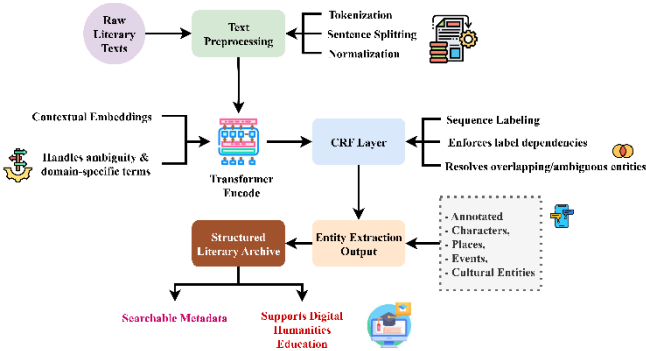 Raw
Literary
Texts
Text
Preprocessing
Tokenization
Sentence Splitting
Normalization
Contextual Embeddings
Handles ambiguity &
domain-specific terms
Transformer
Encode
CRF Layer
Sequence Labeling
Enforces label dependencies
Resolves overlapping/ambiguous entities
Structured
Literary Archive
Entity Extraction
Output
- Annotated
- Characters,
- Places,
- Events,
- Cultural Entities
Searchable Metadata
Supports Digital
Humanities
Education